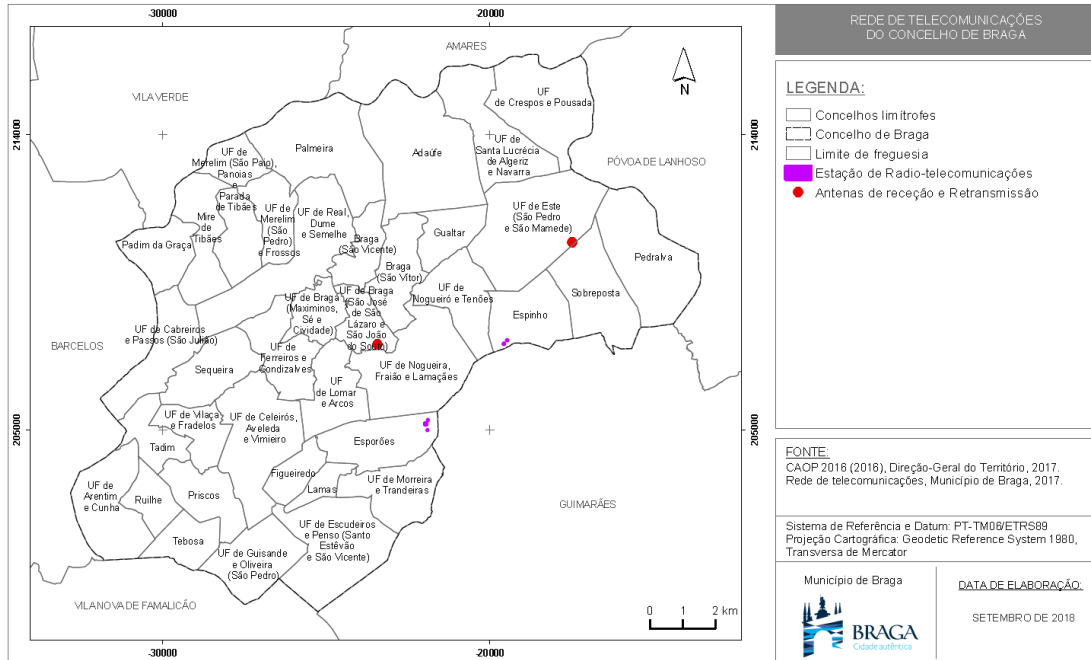 -30000
-20000
REDE DE TELECOMUNICAÇÕES
DO CONCELHO DE BRAGA
AMARES
VILA VERDE
N
UF
de Crespos e Pousada
214000
214000
Palmeira
Adaúfe
UF de
Santa Lucrécia
de Algeriz
e Navarra
PÓVOA DE LANHOSO
UF de
Merelim (São Paio),
Panoias
e
Parada
de Tibães
Mire
de
Tibães
UF de
Merelim
(São
Pedro)
e Frossos
UF de Real,
Dume
e Semelhe
Braga
(São Vicente)
Gualtar
UF de Este
(São Pedro
e São Mamede)
Pedralva
Padim da Graça
Braga
(São Vítor)
UF de
Nogueiró e Tenões
Sobreposta
Espinho
UF de Braga
(Maximinos,
Sé e
Cividade)
UF de Braga
(São José
de São
Lázaro e
São João
do Souto)
UF de Cabreiros
e Passos (São Julião)
BARCELOS
Sequeira
UF de
Ferreiros e
Gondizalves
UF de Nogueira,
Fraião e Lamaçães
UF
de Lomar
e Arcos
UF de Vilaça
e Fradelos
UF de Celeirós,
Aveleda
e Vimieiro
205000
205000
Esporões
Tadim
Figueiredo
Lamas
UF de Morreira
e Trandeiras
UF de
Arentim
e Cunha
Ruilhe
Priscos
GUIMARÃES
Tebosa
UF de Escudeiros
e Penso (Santo
Estêvão
e São Vicente)
UF de Guisande
e Oliveira
(São Pedro)
VILA NOVA DE FAMALICÃO
0 1 2 km
-30000
-20000
LEGENDA:
Concelhos limítrofes
Concelho de Braga
Limite de freguesia
Estação de Radio-telecomunicações
Antenas de receção e Retransmissão
FONTE:
CAOP 2016 (2016), Direção-Geral do Território, 2017.
Rede de telecomunicações, Município de Braga, 2017.
Sistema de Referência e Datum: PT-TM06/ETRS89
Projeção Cartográfica: Geodetic Reference System 1980,
Transversa de Mercator
Município de Braga
BRAGA
Cidade autêntica
DATA DE ELABORAÇÃO:
SETEMBRO DE 2018